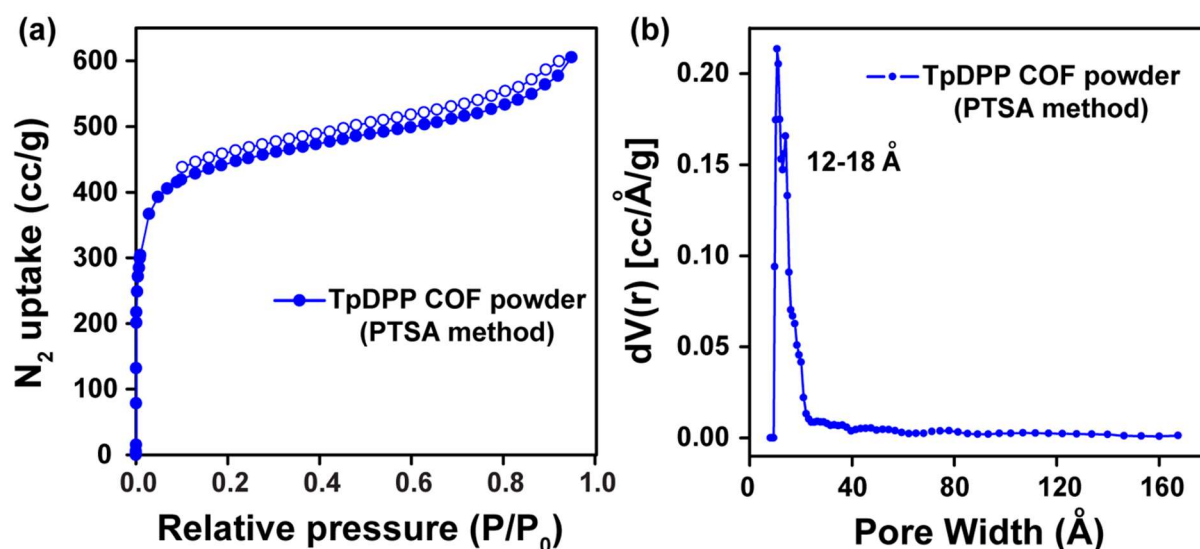 (a)
N₂ uptake (cc/g)
600
500
400
300
200
100
0
TpDPP COF powder
(PTSA method)
0.0 0.2 0.4 0.6 0.8 1.0
Relative pressure (P/P₀)
(b)
dV(r) [cc/Å/g]
0.20
0.15
0.10
0.05
0.00
TpDPP COF powder
(PTSA method)
12-18 Å
0 40 80 120 160
Pore Width (Å)